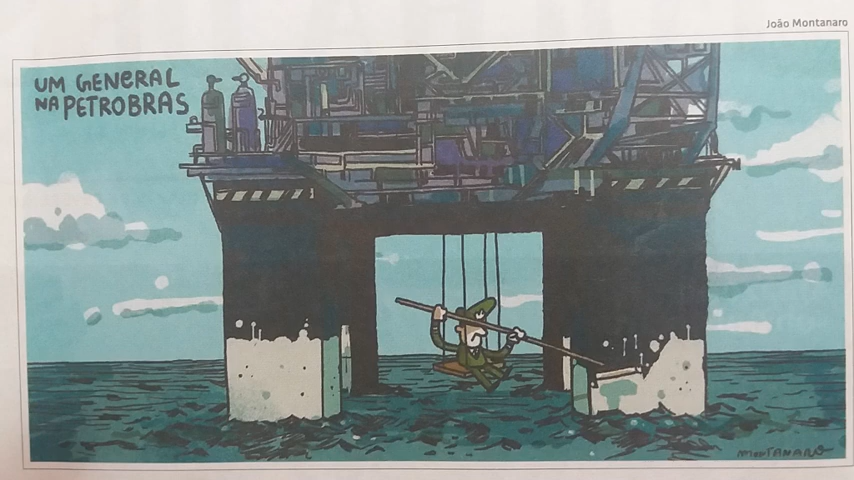 João Montanaro
UM GENERAL
NA PETROBRAS
MONTANARO